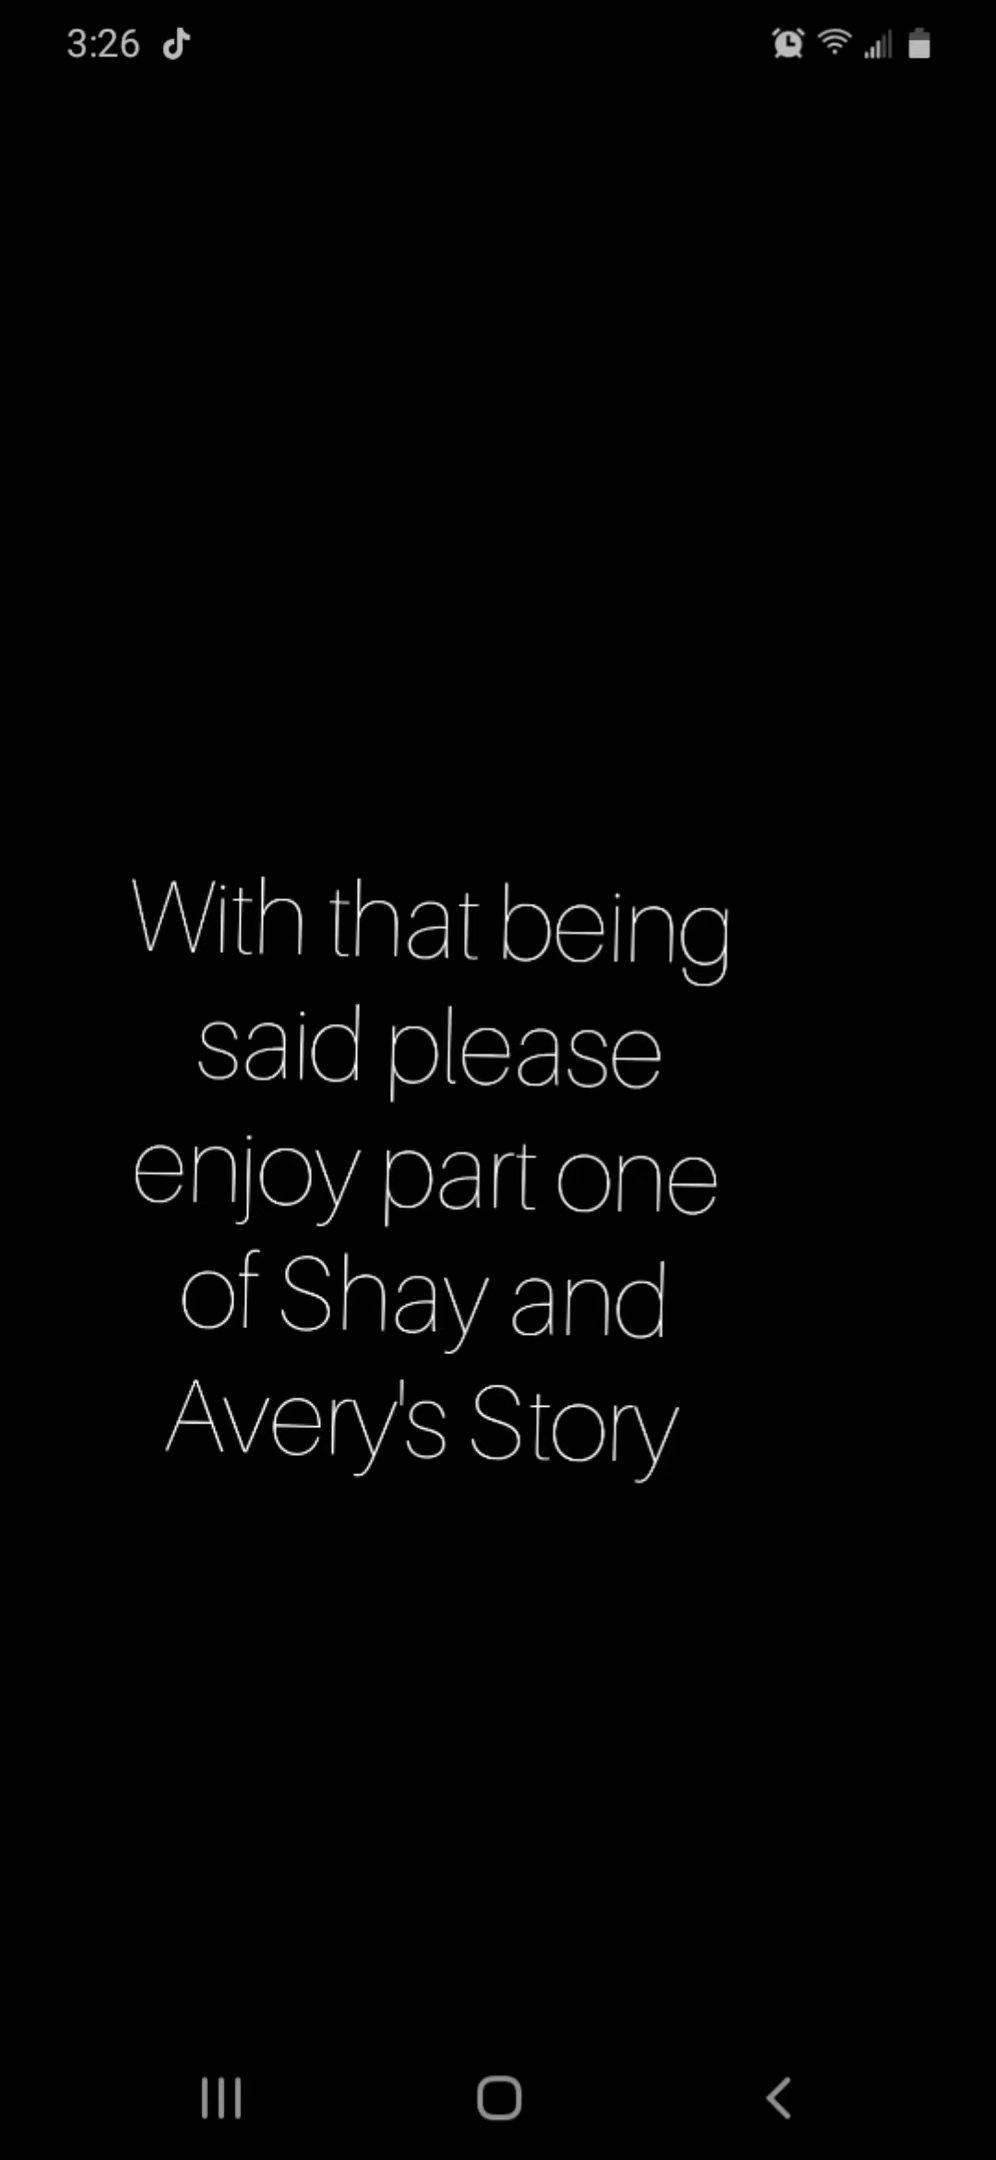 3:26
With that being
said please
enjoy part one
of Shay and
Avery's Story